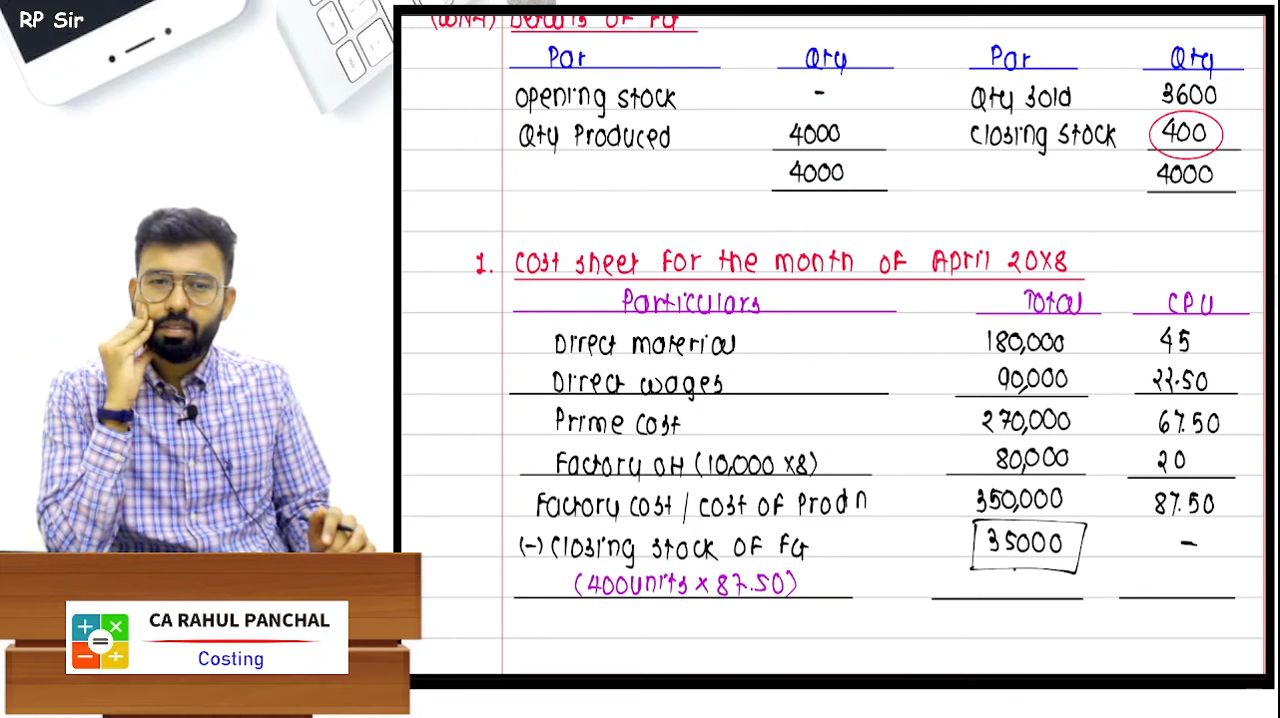 RP Sir
Details of FG
Par Qty Par Qty
Opening stock - Qty sold 3600
Qty Produced 4000 Closing stock 400
4000 4000
1. Cost sheet for the month of April 20X8
Particulars Total CPU
Direct material 180,000 45
Direct wages 90,000 22.50
Prime cost 270,000 67.50
Factory OH (10,000 X8) 80,000 20
Factory cost / cost of Prodn 350,000 87.50
(-) Closing stock of FG 35000 -
(400 units x 87.50)
CA RAHUL PANCHAL
Costing